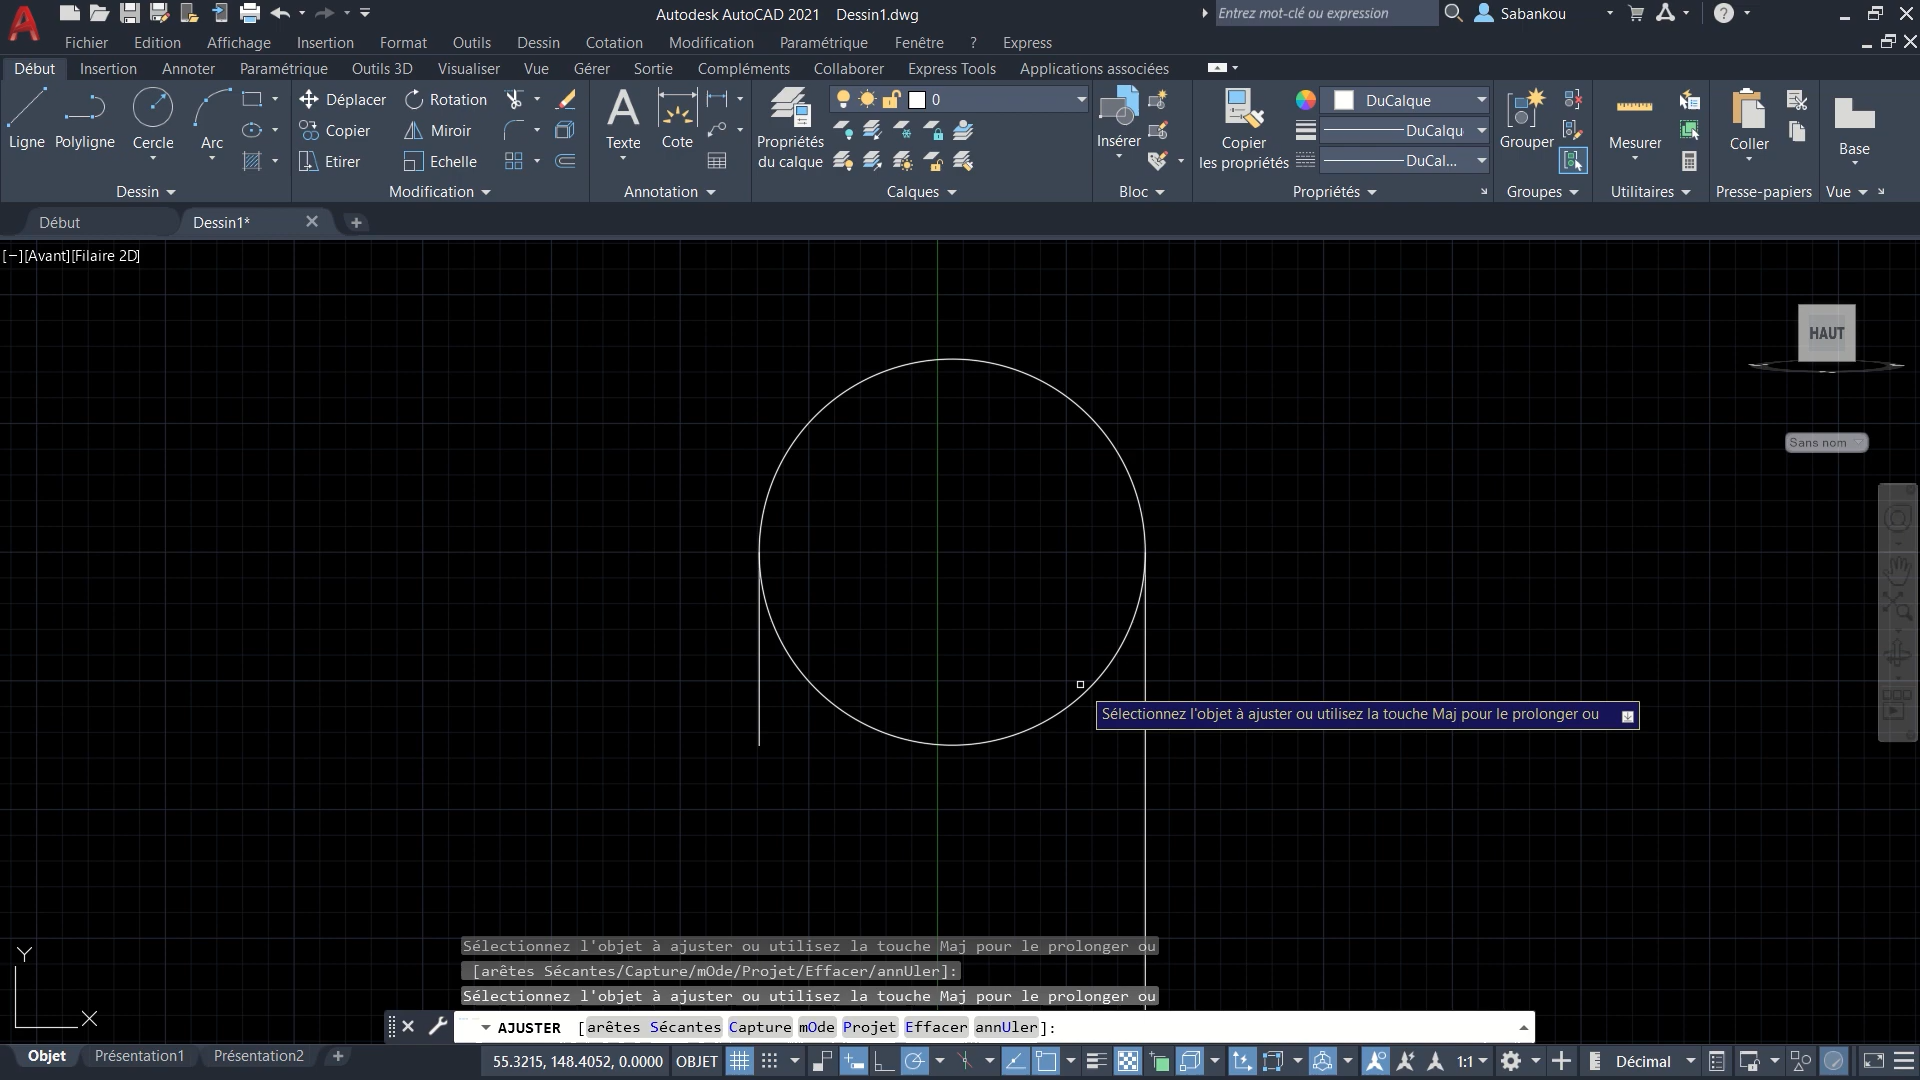 Autodesk AutoCAD 2021 Dessin1.dwg
Entrez mot-clé ou expression
Sabankou
Fichier Edition Affichage Insertion Format Outils Dessin Cotation Modification Paramétrique Fenêtre ? Express
Début Insertion Annoter Paramétrique Outils 3D Visualiser Vue Gérer Sortie Compléments Collaborer Express Tools Applications associées
Déplacer Rotation 0 DuCalque
Ligne Polyligne Cercle Arc Copier Miroir Texte Cote Propriétés du calque Insérer Copier les propriétés DuCalqu Grouper Mesurer Coller Base
Etirer Echelle DuCal...
Dessin Modification Annotation Calques Bloc Propriétés Groupes Utilitaires Presse-papiers Vue
Début Dessin1*
[−][Avant][Filaire 2D]
HAUT
Sans nom
Sélectionnez l'objet à ajuster ou utilisez la touche Maj pour le prolonger ou
Sélectionnez l'objet à ajuster ou utilisez la touche Maj pour le prolonger ou
[arêtes Sécantes/Capture/mOde/Projet/Effacer/annUler]:
Sélectionnez l'objet à ajuster ou utilisez la touche Maj pour le prolonger ou
Y
X
AJUSTER [arêtes Sécantes Capture mOde Projet Effacer annUler]:
Objet Présentation1 Présentation2 +
55.3215, 148.4052, 0.0000 OBJET 1:1 Décimal